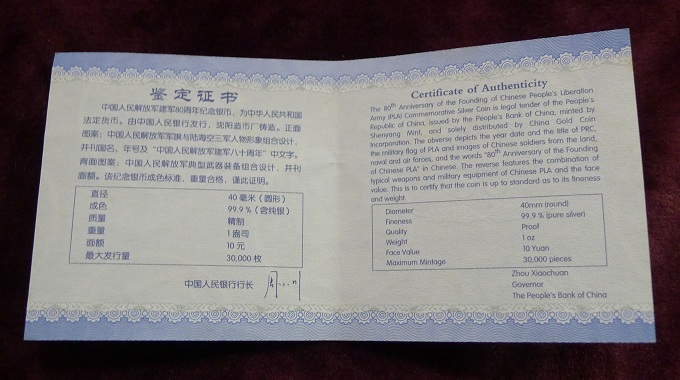 鉴定证书
中国人民解放军建军80周年纪念银币，为中华人民共和国
法定货币。由中国人民银行发行，沈阳造币厂铸造。正面
图案：中国人民解放军军旗与陆海空三军人物形象组合设计，
并刊国名、年号及“中国人民解放军建军八十周年”中文字。
背面图案：中国人民解放军典型武器装备组合设计，并刊
面额。该纪念银币成色标准，重量合格，谨此证明。
直径 40毫米（圆形）
成色 99.9%（含纯银）
质量 精制
重量 1盎司
面额 10元
最大发行量 30,000枚
中国人民银行行长
Certificate of Authenticity
The 80th Anniversary of the Founding of Chinese People's Liberation
Army (PLA) Commemorative Silver Coin is legal tender of the People's
Republic of China, issued by the People's Bank of China, minted by
Shenyang Mint, and solely distributed by China Gold Coin
Incorporation. The obverse depicts the year date and the title of PRC,
the military flag of PLA and images of Chinese soldiers from the land,
naval and air forces, and the words "80th Anniversary of the Founding
of Chinese PLA" in Chinese. The reverse features the combination of
typical weapons and military equipment of Chinese PLA and the face
value. This is to certify that the coin is up to standard as to its fineness
and weight.
Diameter 40mm (round)
Fineness 99.9% (pure silver)
Quality Proof
Weight 1 oz
Face Value 10 Yuan
Maximum Mintage 30,000 pieces
Zhou Xiaochuan
Governor
The People's Bank of China